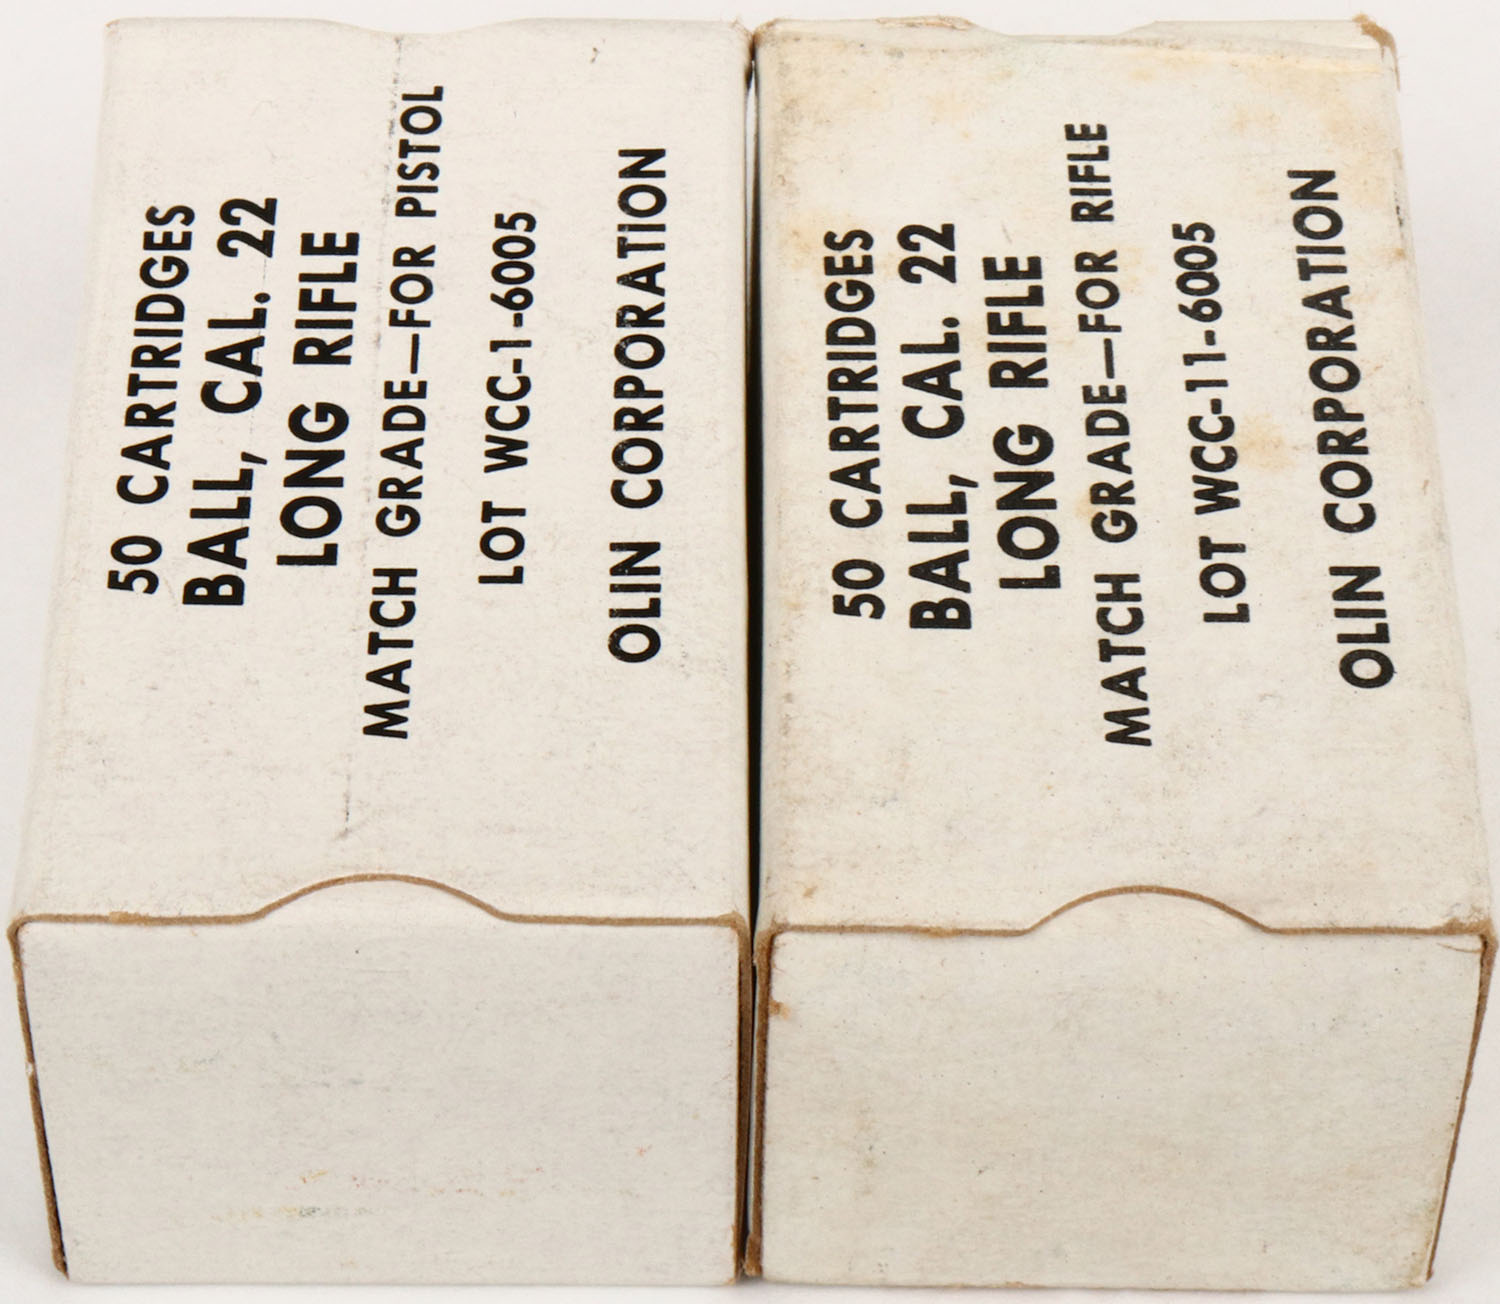 50 CARTRIDGES
BALL, CAL. 22
LONG RIFLE
MATCH GRADE—FOR PISTOL
LOT WCC-1-6005
OLIN CORPORATION
50 CARTRIDGES
BALL, CAL. 22
LONG RIFLE
MATCH GRADE—FOR RIFLE
LOT WCC-11-6005
OLIN CORPORATION